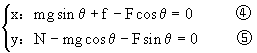 x: mg sin θ + f − F cos θ = 0 ④
y: N − mg cos θ − F sin θ = 0 ⑤